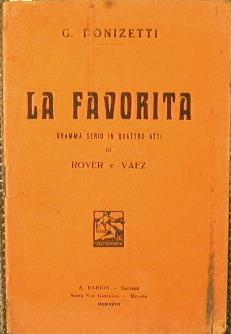 G. DONIZETTI
LA FAVORITA
DRAMMA SERIO IN QUATTRO ATTI
DI
ROYER e VAEZ
A. BARION - Editore
Sesto San Giovanni - Milano